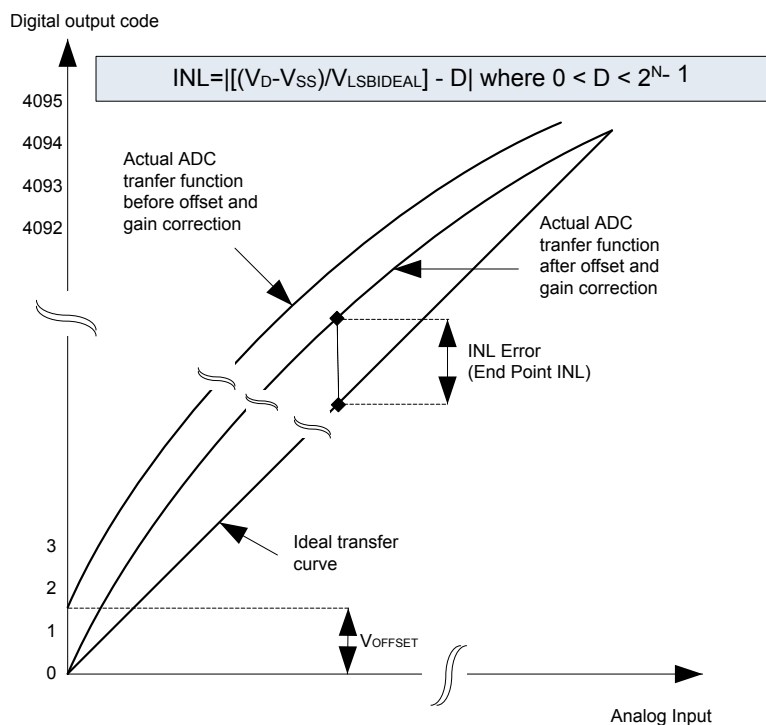 Digital output code
INL=|[(VD-VSS)/VLSBIDEAL] - D| where 0 < D < 2^N - 1
4095
4094
4093
4092
Actual ADC
tranfer function
before offset and
gain correction
Actual ADC
tranfer function
after offset and
gain correction
INL Error
(End Point INL)
Ideal transfer
curve
3
2
1
0
VOFFSET
Analog Input